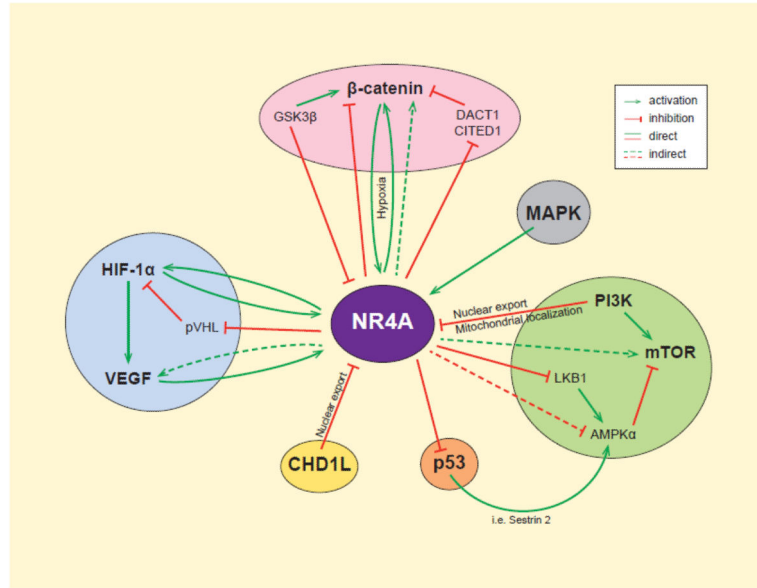 β-catenin
GSK3β
DACT1
CITED1
Hypoxia
activation
inhibition
direct
indirect
MAPK
HIF-1α
pVHL
VEGF
NR4A
Nuclear export
Mitochondrial localization
PI3K
mTOR
LKB1
AMPKα
Nuclear export
CHD1L
p53
i.e. Sestrin 2